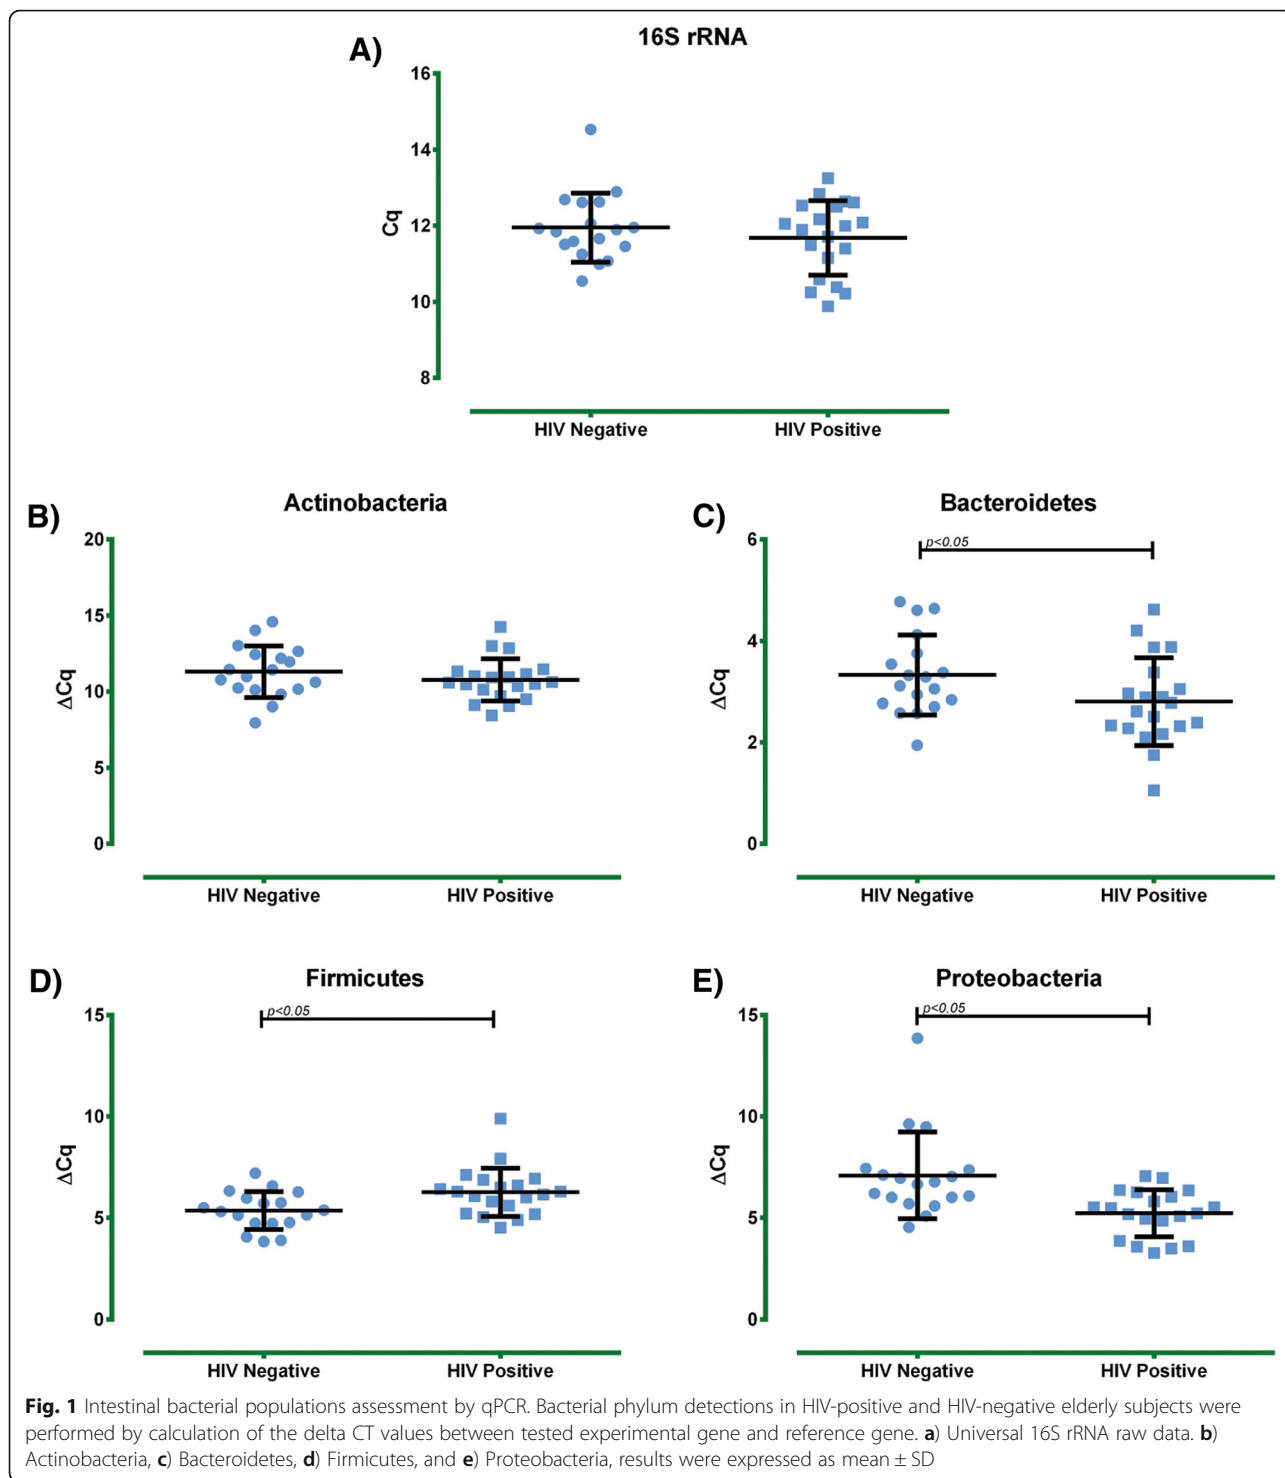 A)
16S rRNA
16
14
12
10
8
Cq
HIV Negative
HIV Positive
B)
Actinobacteria
20
15
10
5
0
ΔCq
HIV Negative
HIV Positive
C)
Bacteroidetes
p<0.05
6
4
2
0
ΔCq
HIV Negative
HIV Positive
D)
Firmicutes
p<0.05
15
10
5
0
ΔCq
HIV Negative
HIV Positive
E)
Proteobacteria
p<0.05
15
10
5
0
ΔCq
HIV Negative
HIV Positive
Fig. 1 Intestinal bacterial populations assessment by qPCR. Bacterial phylum detections in HIV-positive and HIV-negative elderly subjects were
performed by calculation of the delta CT values between tested experimental gene and reference gene. a) Universal 16S rRNA raw data. b)
Actinobacteria, c) Bacteroidetes, d) Firmicutes, and e) Proteobacteria, results were expressed as mean ± SD